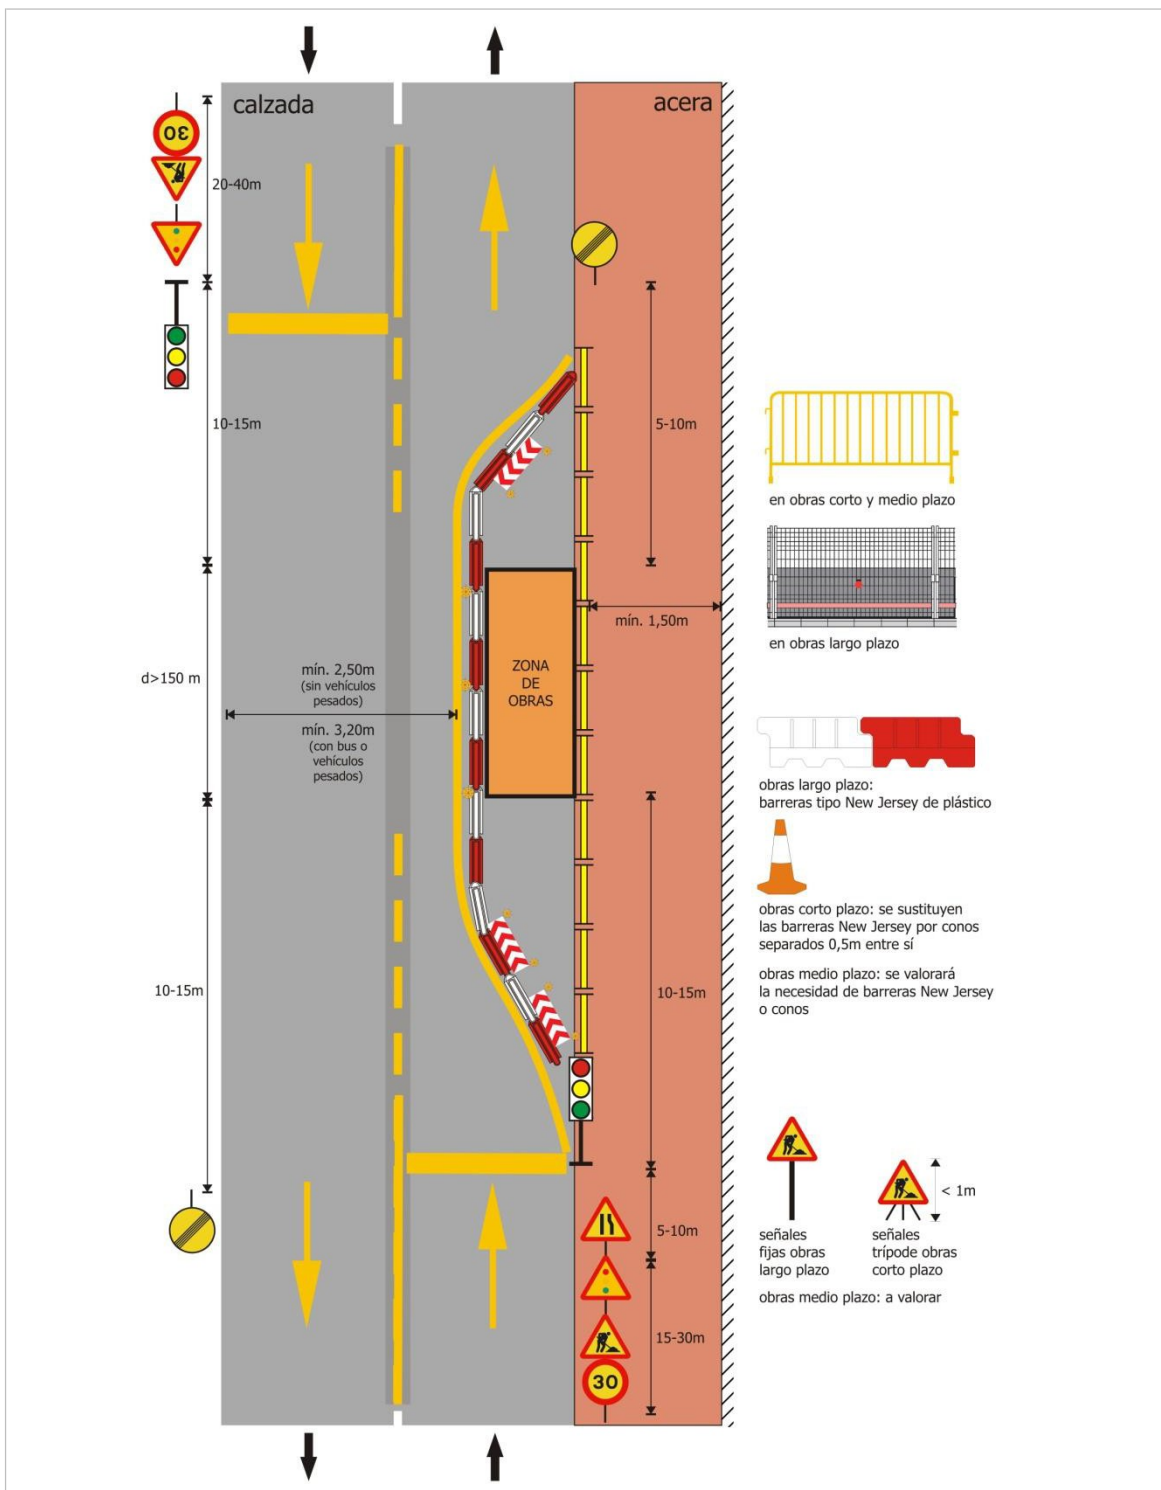 calzada
acera
30
20-40m
10-15m
5-10m
en obras corto y medio plazo
mín. 1,50m
en obras largo plazo
d>150 m
mín. 2,50m
(sin vehículos
pesados)
mín. 3,20m
(con bus o
vehículos
pesados)
ZONA
DE
OBRAS
obras largo plazo:
barreras tipo New Jersey de plástico
obras corto plazo: se sustituyen
las barreras New Jersey por conos
separados 0,5m entre sí
obras medio plazo: se valorará
la necesidad de barreras New Jersey
o conos
10-15m
10-15m
< 1m
5-10m
señales
fijas obras
largo plazo
señales
trípode obras
corto plazo
obras medio plazo: a valorar
15-30m
30